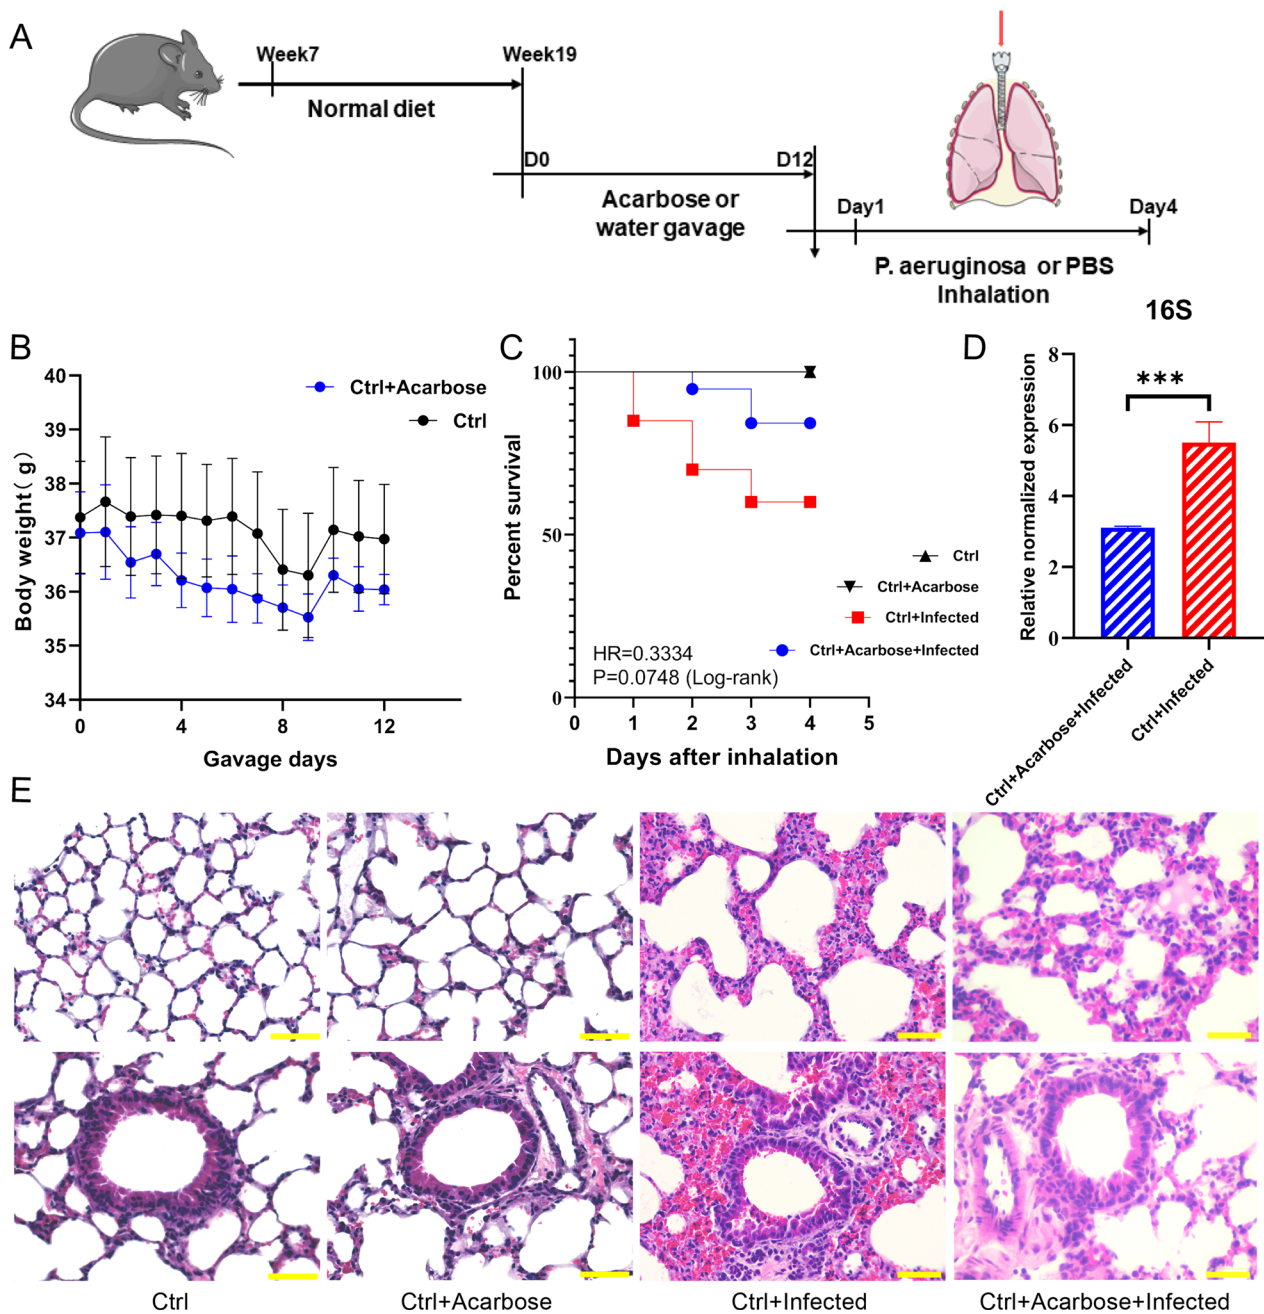 A
Week7
Week19
Normal diet
D0
D12
Acarbose or
water gavage
Day1
Day4
P. aeruginosa or PBS
Inhalation
B
40
39
38
37
36
35
34
Body weight( g)
Ctrl+Acarbose
Ctrl
0
4
8
12
Gavage days
C
100
50
0
Percent survival
Ctrl
Ctrl+Acarbose
Ctrl+Infected
Ctrl+Acarbose+Infected
HR=0.3334
P=0.0748 (Log-rank)
0
1
2
3
4
5
Days after inhalation
D
16S
8
6
4
2
0
Relative normalized expression
***
Ctrl+Acarbose+Infected
Ctrl+Infected
E
Ctrl
Ctrl+Acarbose
Ctrl+Infected
Ctrl+Acarbose+Infected